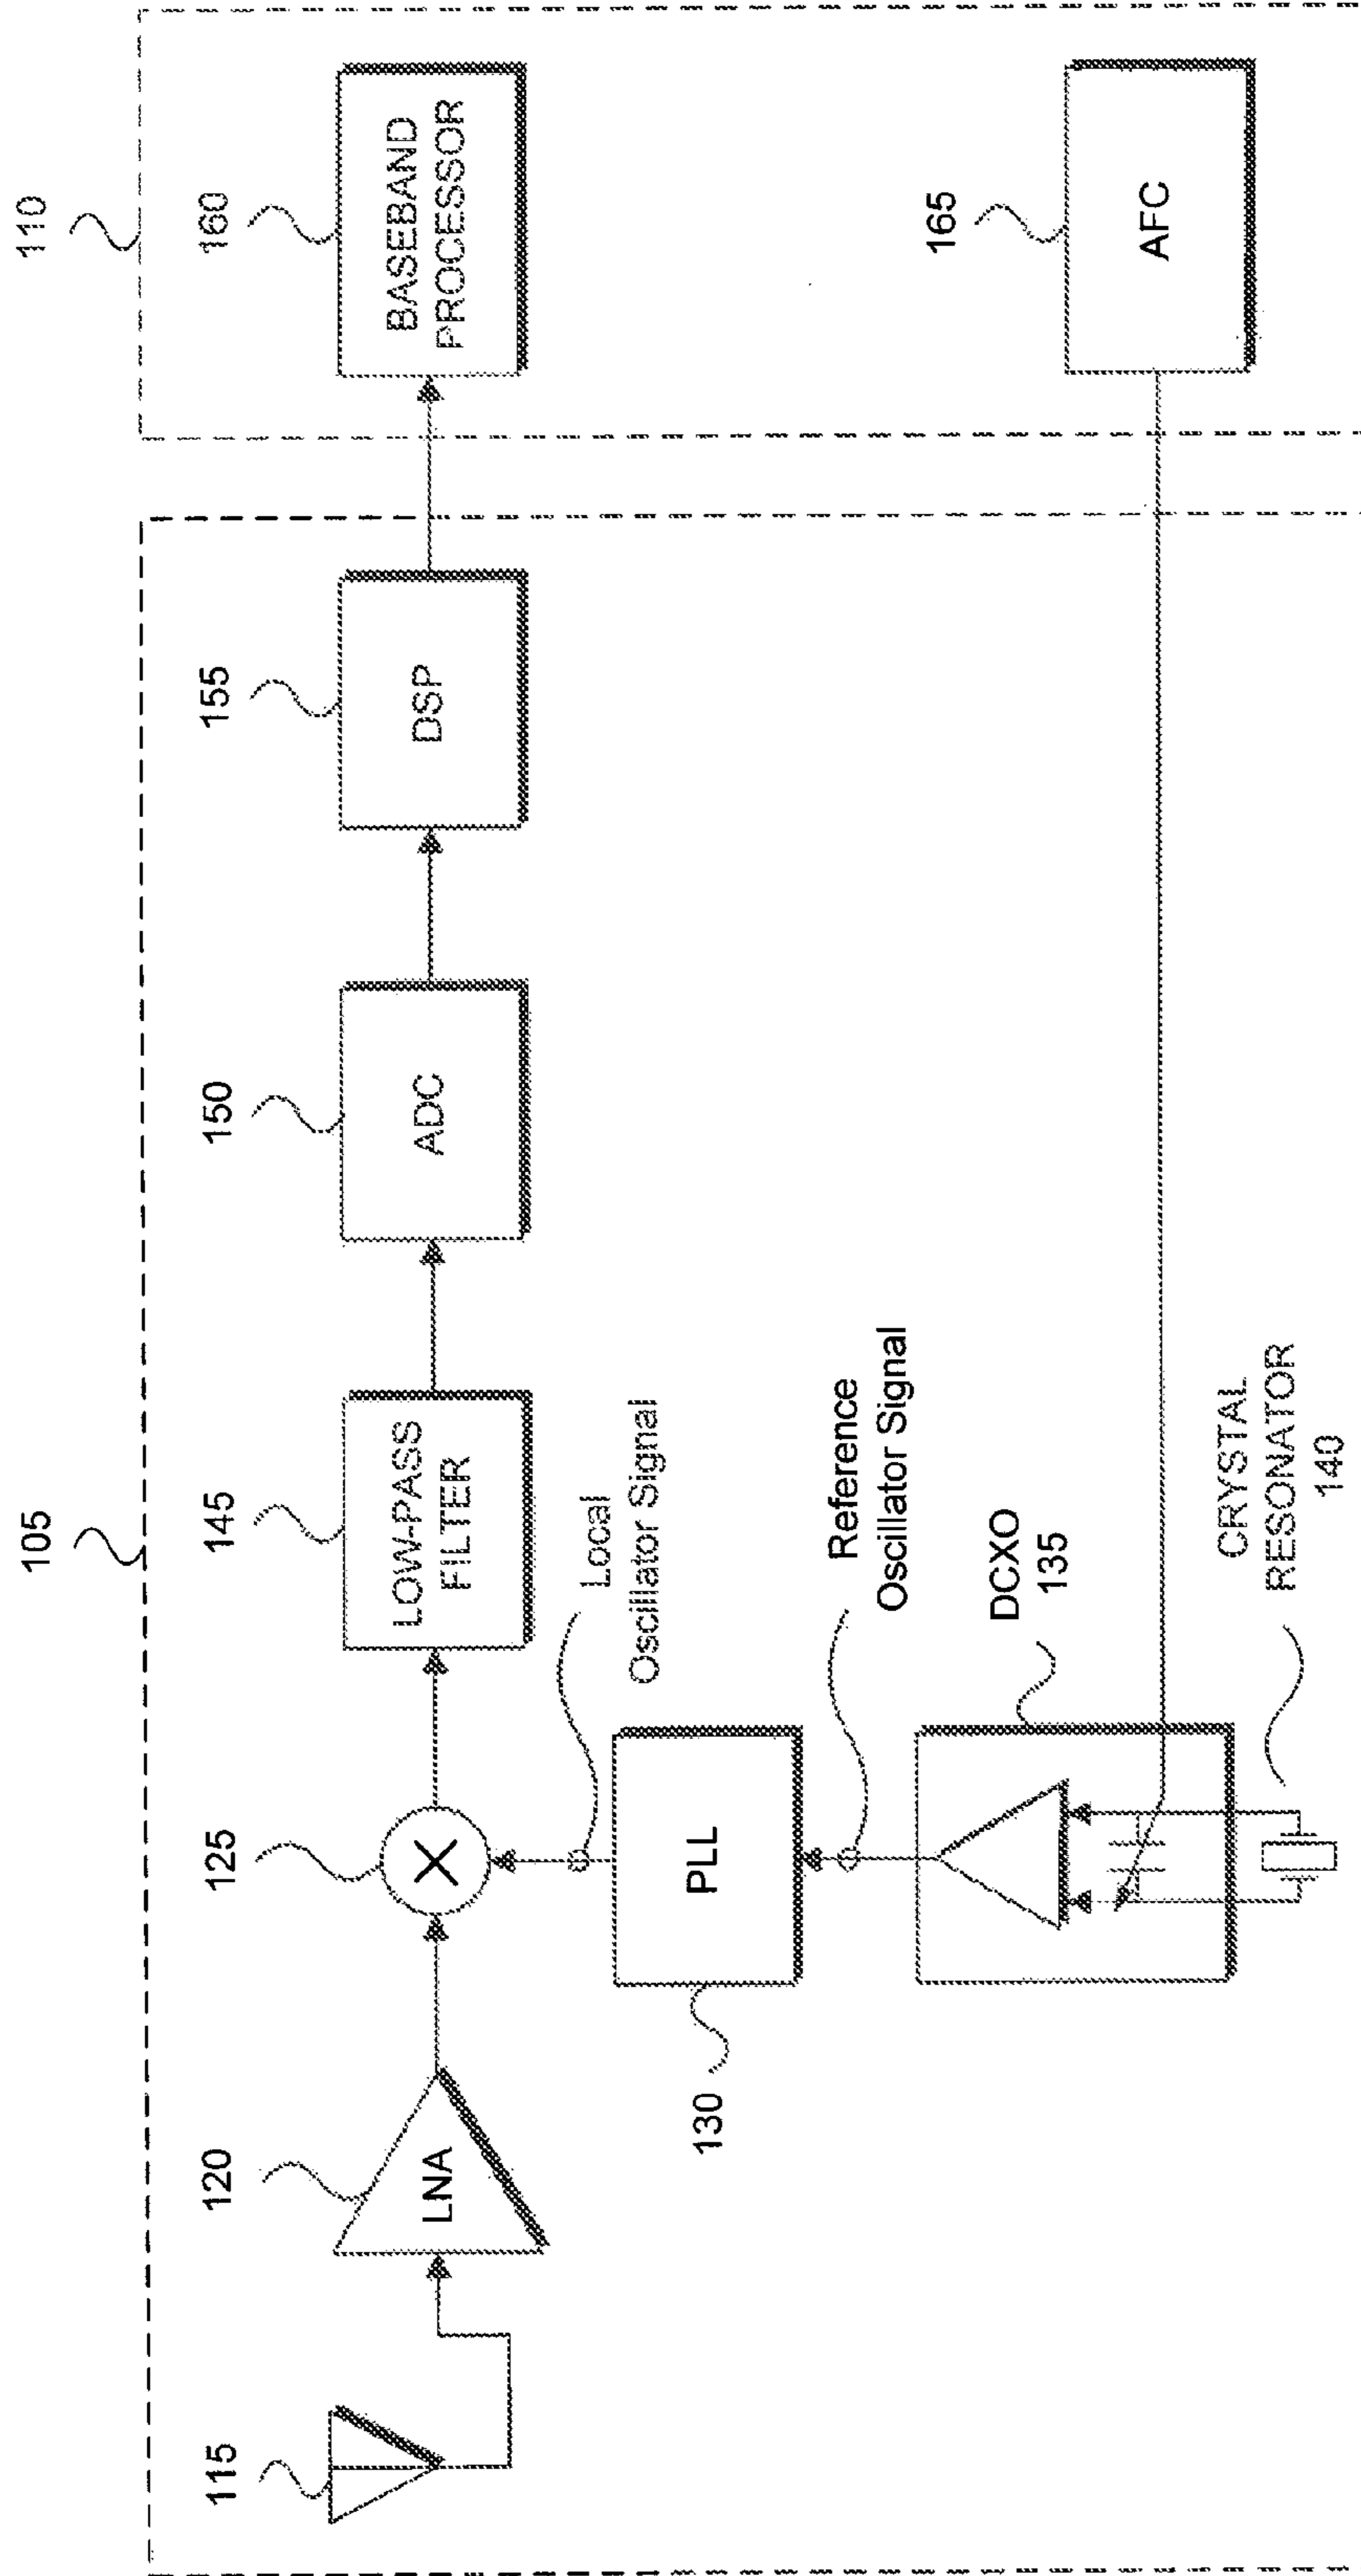 105
110
115
120
LNA
125
145
LOW-PASS
FILTER
150
ADC
155
DSP
160
BASEBAND
PROCESSOR
Local
Oscillator Signal
130
PLL
Reference
Oscillator Signal
DCXO
135
CRYSTAL
RESONATOR
140
165
AFC